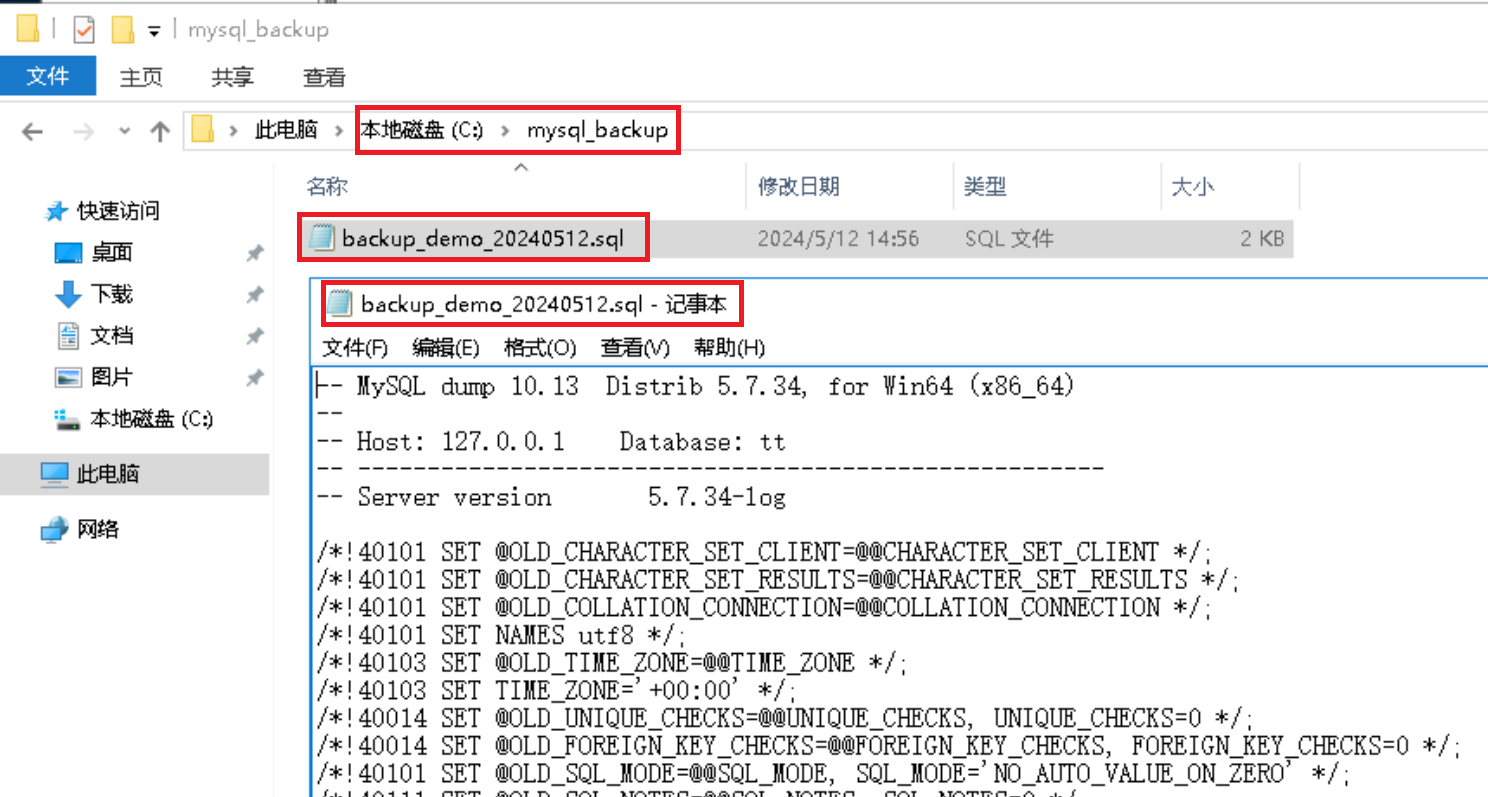 mysql_backup
文件 主页 共享 查看
此电脑 本地磁盘 (C:) mysql_backup
名称 修改日期 类型 大小
快速访问
backup_demo_20240512.sql 2024/5/12 14:56 SQL 文件 2 KB
桌面
下载
文档
图片
本地磁盘 (C:)
此电脑
网络
backup_demo_20240512.sql - 记事本
文件(F) 编辑(E) 格式(O) 查看(V) 帮助(H)
-- MySQL dump 10.13  Distrib 5.7.34, for Win64 (x86_64)
--
-- Host: 127.0.0.1    Database: tt
-- ------------------------------------------------------
-- Server version       5.7.34-log
/*!40101 SET @OLD_CHARACTER_SET_CLIENT=@@CHARACTER_SET_CLIENT */;
/*!40101 SET @OLD_CHARACTER_SET_RESULTS=@@CHARACTER_SET_RESULTS */;
/*!40101 SET @OLD_COLLATION_CONNECTION=@@COLLATION_CONNECTION */;
/*!40101 SET NAMES utf8 */;
/*!40103 SET @OLD_TIME_ZONE=@@TIME_ZONE */;
/*!40103 SET TIME_ZONE='+00:00' */;
/*!40014 SET @OLD_UNIQUE_CHECKS=@@UNIQUE_CHECKS, UNIQUE_CHECKS=0 */;
/*!40014 SET @OLD_FOREIGN_KEY_CHECKS=@@FOREIGN_KEY_CHECKS, FOREIGN_KEY_CHECKS=0 */;
/*!40101 SET @OLD_SQL_MODE=@@SQL_MODE, SQL_MODE='NO_AUTO_VALUE_ON_ZERO' */;